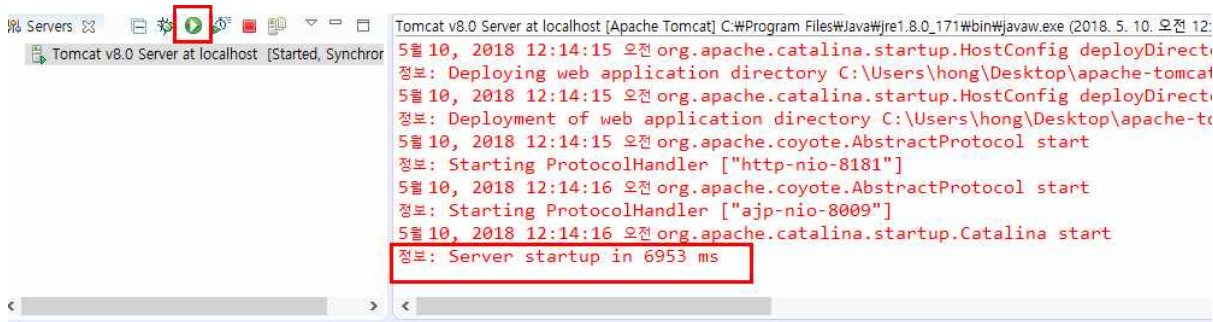 Servers
Tomcat v8.0 Server at localhost [Started, Synchror
Tomcat v8.0 Server at localhost [Apache Tomcat] C:₩Program Files₩Java₩jre1.8.0_171₩bin₩javaw.exe (2018. 5. 10. 오전 12:
5월 10, 2018 12:14:15 오전 org.apache.catalina.startup.HostConfig deployDirect
정보: Deploying web application directory C:\Users\hong\Desktop\apache-tomcat
5월 10, 2018 12:14:15 오전 org.apache.catalina.startup.HostConfig deployDirect
정보: Deployment of web application directory C:\Users\hong\Desktop\apache-to
5월 10, 2018 12:14:15 오전 org.apache.coyote.AbstractProtocol start
정보: Starting ProtocolHandler ["http-nio-8181"]
5월 10, 2018 12:14:16 오전 org.apache.coyote.AbstractProtocol start
정보: Starting ProtocolHandler ["ajp-nio-8009"]
5월 10, 2018 12:14:16 오전 org.apache.catalina.startup.Catalina start
정보: Server startup in 6953 ms